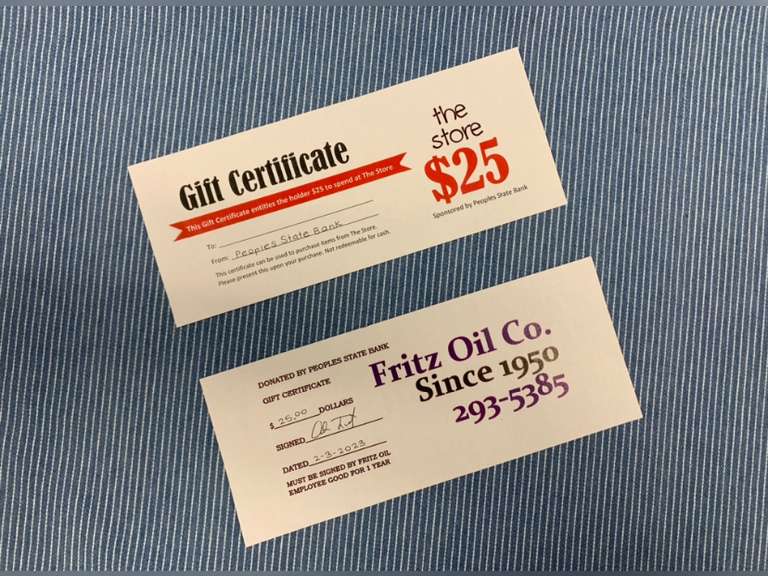 Gift Certificate
This Gift Certificate entitles the holder $25 to spend at The Store
To:
From: Peoples State Bank
This certificate can be used to purchase items from The Store.
Please present this upon your purchase. Not redeemable for cash.
the
store
$25
Sponsored by Peoples State Bank
DONATED BY PEOPLES STATE BANK
GIFT CERTIFICATE
$ 25.00 DOLLARS
SIGNED
DATED 2-3-2023
MUST BE SIGNED BY FRITZ OIL
EMPLOYEE GOOD FOR 1 YEAR
Fritz Oil Co.
Since 1950
293-5385